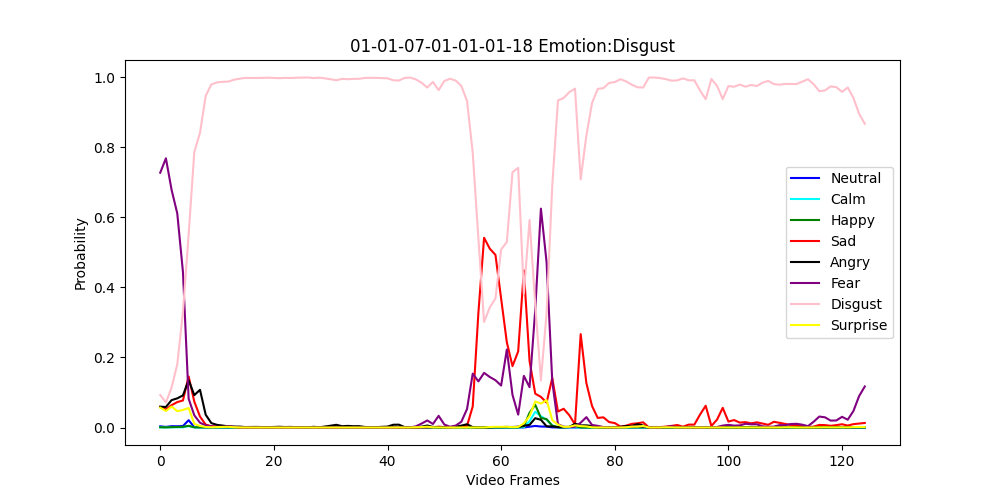 01-01-07-01-01-01-18 Emotion:Disgust
1.0
0.8
0.6
0.4
0.2
0.0
Probability
0 20 40 60 80 100 120
Video Frames
Neutral
Calm
Happy
Sad
Angry
Fear
Disgust
Surprise